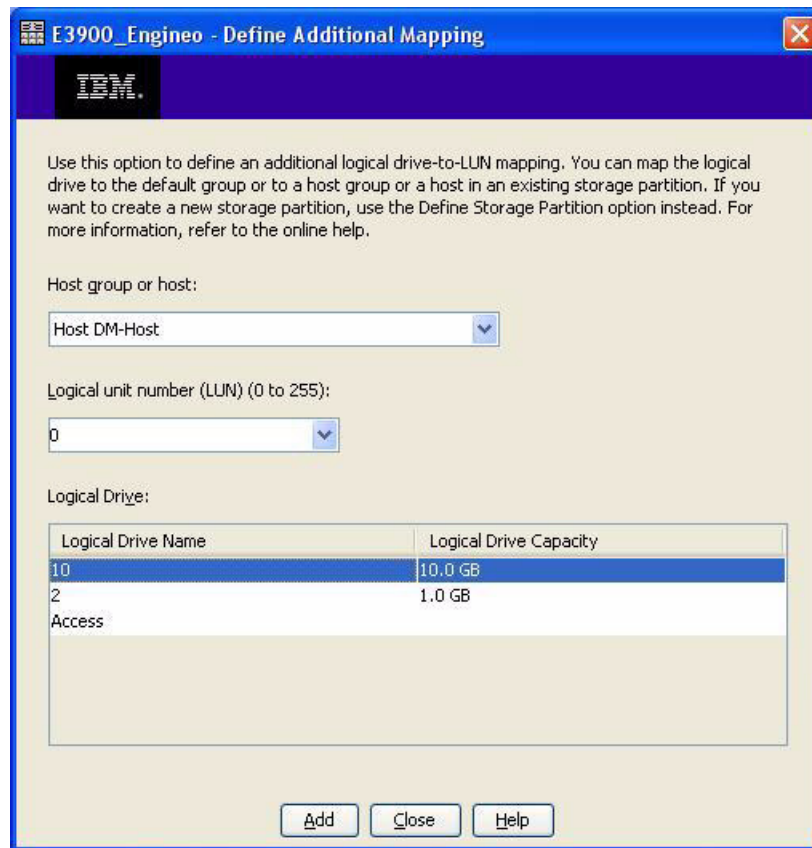 E3900_Engineo - Define Additional Mapping
IBM.
Use this option to define an additional logical drive-to-LUN mapping. You can map the logical
drive to the default group or to a host group or a host in an existing storage partition. If you
want to create a new storage partition, use the Define Storage Partition option instead. For
more information, refer to the online help.
Host group or host:
Host DM-Host
Logical unit number (LUN) (0 to 255):
0
Logical Drive:
Logical Drive Name Logical Drive Capacity
10 10.0 GB
2 1.0 GB
Access
Add Close Help